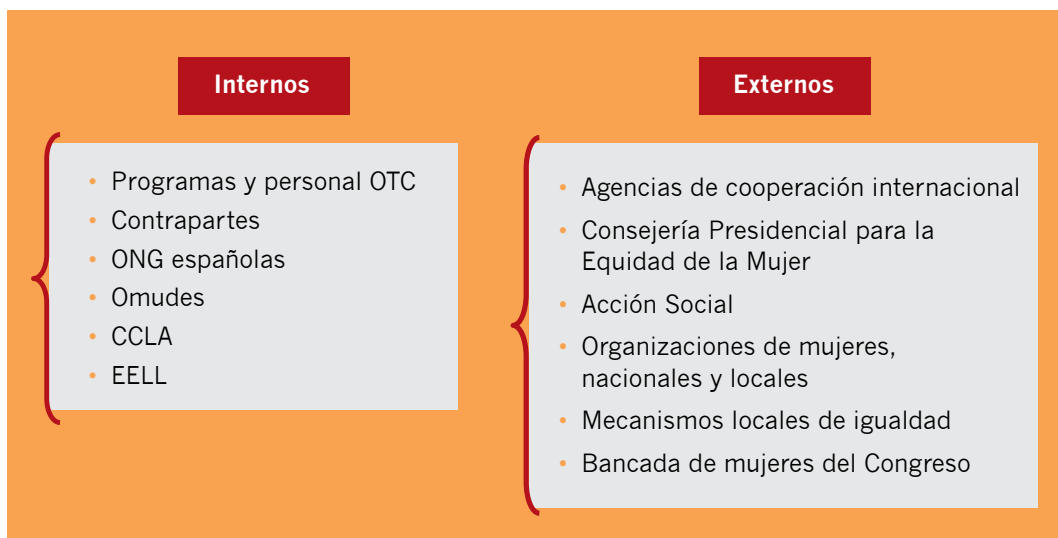 Internos
• Programas y personal OTC
• Contrapartes
• ONG españolas
• Omudes
• CCLA
• EELL
Externos
• Agencias de cooperación internacional
• Consejería Presidencial para la
Equidad de la Mujer
• Acción Social
• Organizaciones de mujeres,
nacionales y locales
• Mecanismos locales de igualdad
• Bancada de mujeres del Congreso